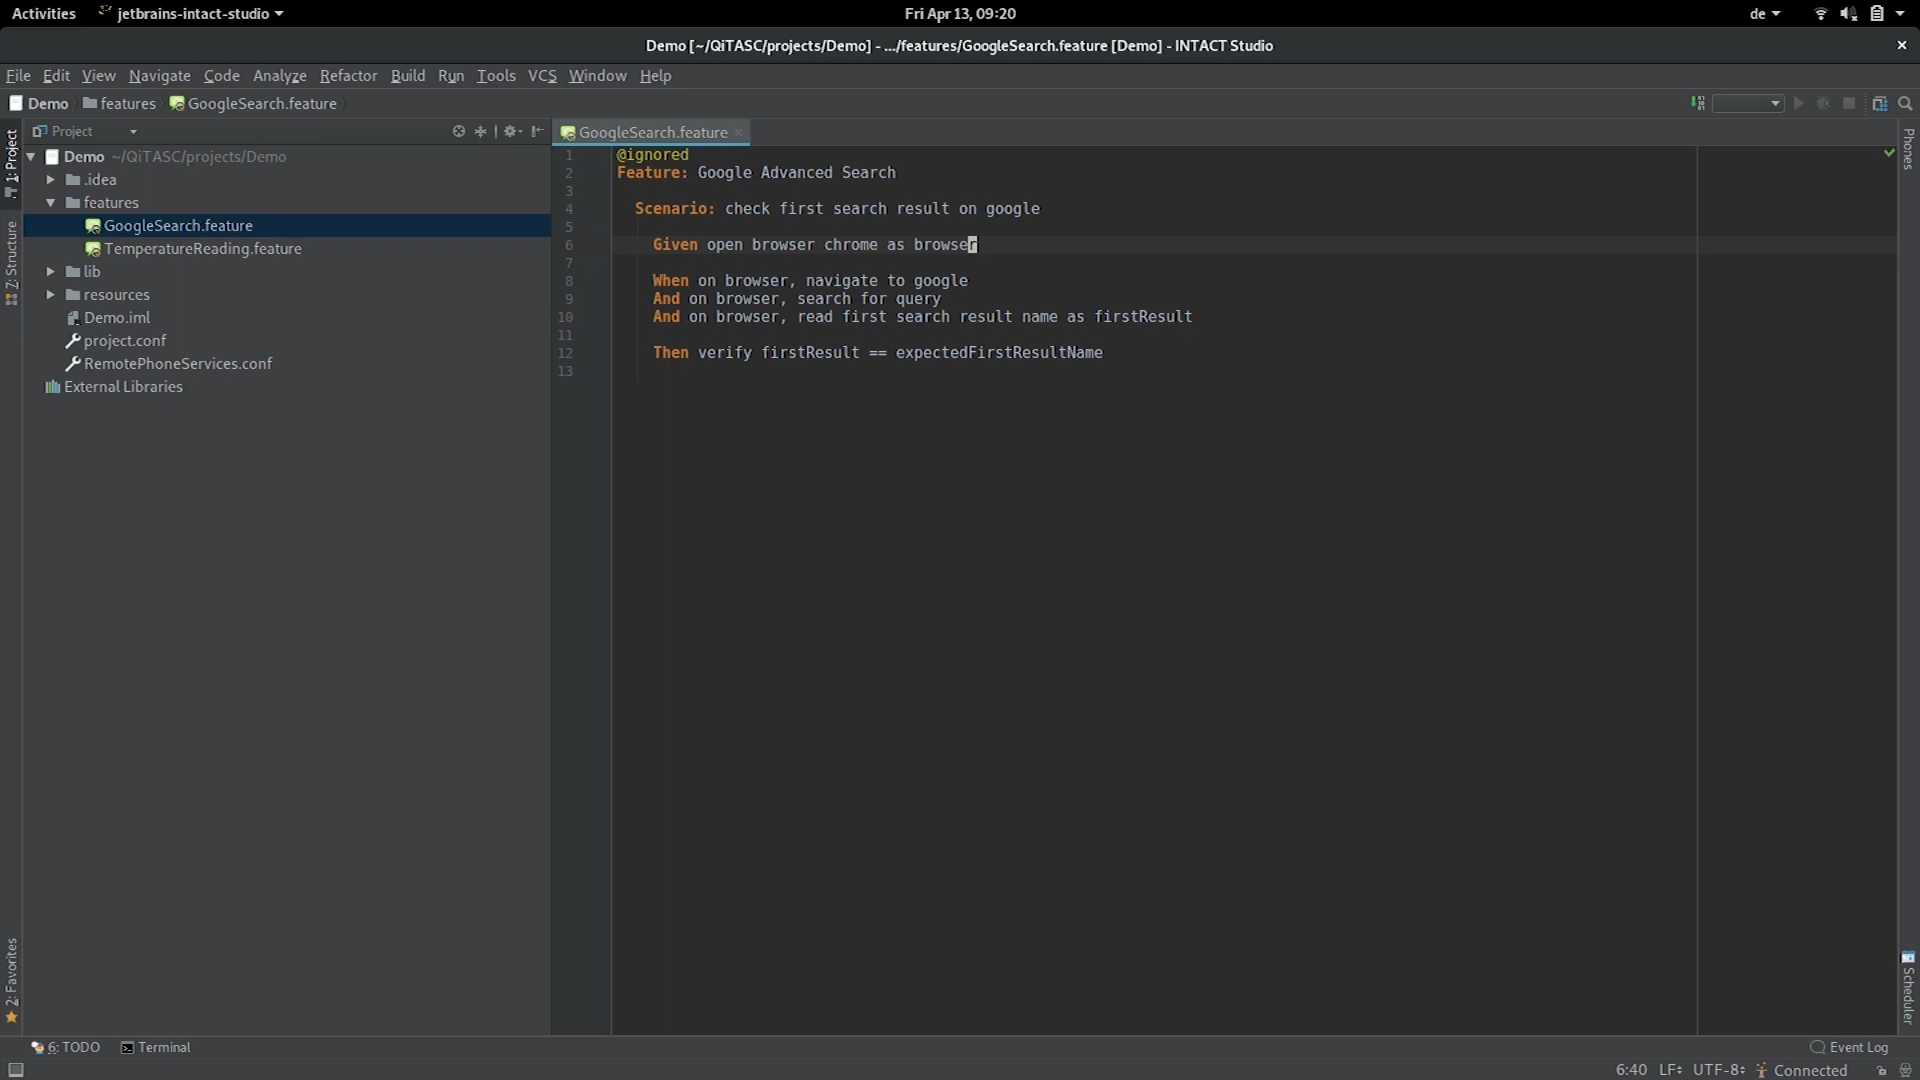 Activities jetbrains-intact-studio Fri Apr 13, 09:20 de
Demo [~/QiTASC/projects/Demo] - .../features/GoogleSearch.feature [Demo] - INTACT Studio
File Edit View Navigate Code Analyze Refactor Build Run Tools VCS Window Help
Demo features GoogleSearch.feature
Project
GoogleSearch.feature
1: Project
Z: Structure
2: Favorites
Demo ~/QiTASC/projects/Demo
.idea
features
GoogleSearch.feature
TemperatureReading.feature
lib
resources
Demo.iml
project.conf
RemotePhoneServices.conf
External Libraries
1 @ignored
2 Feature: Google Advanced Search
3
4 Scenario: check first search result on google
5
6 Given open browser chrome as browser
7
8 When on browser, navigate to google
9 And on browser, search for query
10 And on browser, read first search result name as firstResult
11
12 Then verify firstResult == expectedFirstResultName
13
Phones
Scheduler
6: TODO Terminal Event Log
6:40 LF UTF-8 Connected